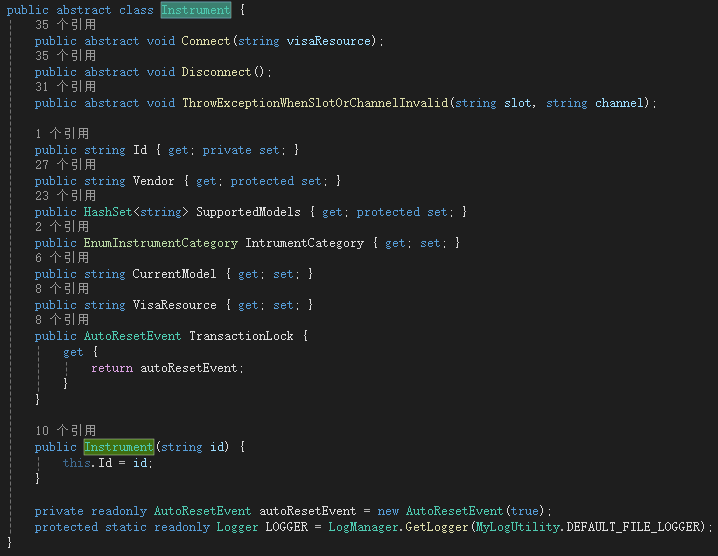 public abstract class Instrument {
35 个引用
public abstract void Connect(string visaResource);
35 个引用
public abstract void Disconnect();
31 个引用
public abstract void ThrowExceptionWhenSlotOrChannelInvalid(string slot, string channel);
1 个引用
public string Id { get; private set; }
27 个引用
public string Vendor { get; protected set; }
23 个引用
public HashSet<string> SupportedModels { get; protected set; }
2 个引用
public EnumInstrumentCategory IntrumentCategory { get; set; }
6 个引用
public string CurrentModel { get; set; }
8 个引用
public string VisaResource { get; set; }
8 个引用
public AutoResetEvent TransactionLock {
get {
return autoResetEvent;
}
}
10 个引用
public Instrument(string id) {
this.Id = id;
}
private readonly AutoResetEvent autoResetEvent = new AutoResetEvent(true);
protected static readonly Logger LOGGER = LogManager.GetLogger(MyLogUtility.DEFAULT_FILE_LOGGER);
}